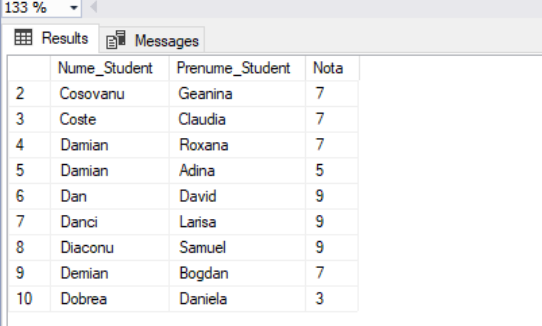 133 %
Results Messages
Nume_Student Prenume_Student Nota
2 Cosovanu Geanina 7
3 Coste Claudia 7
4 Damian Roxana 7
5 Damian Adina 5
6 Dan David 9
7 Danci Larisa 9
8 Diaconu Samuel 9
9 Demian Bogdan 7
10 Dobrea Daniela 3